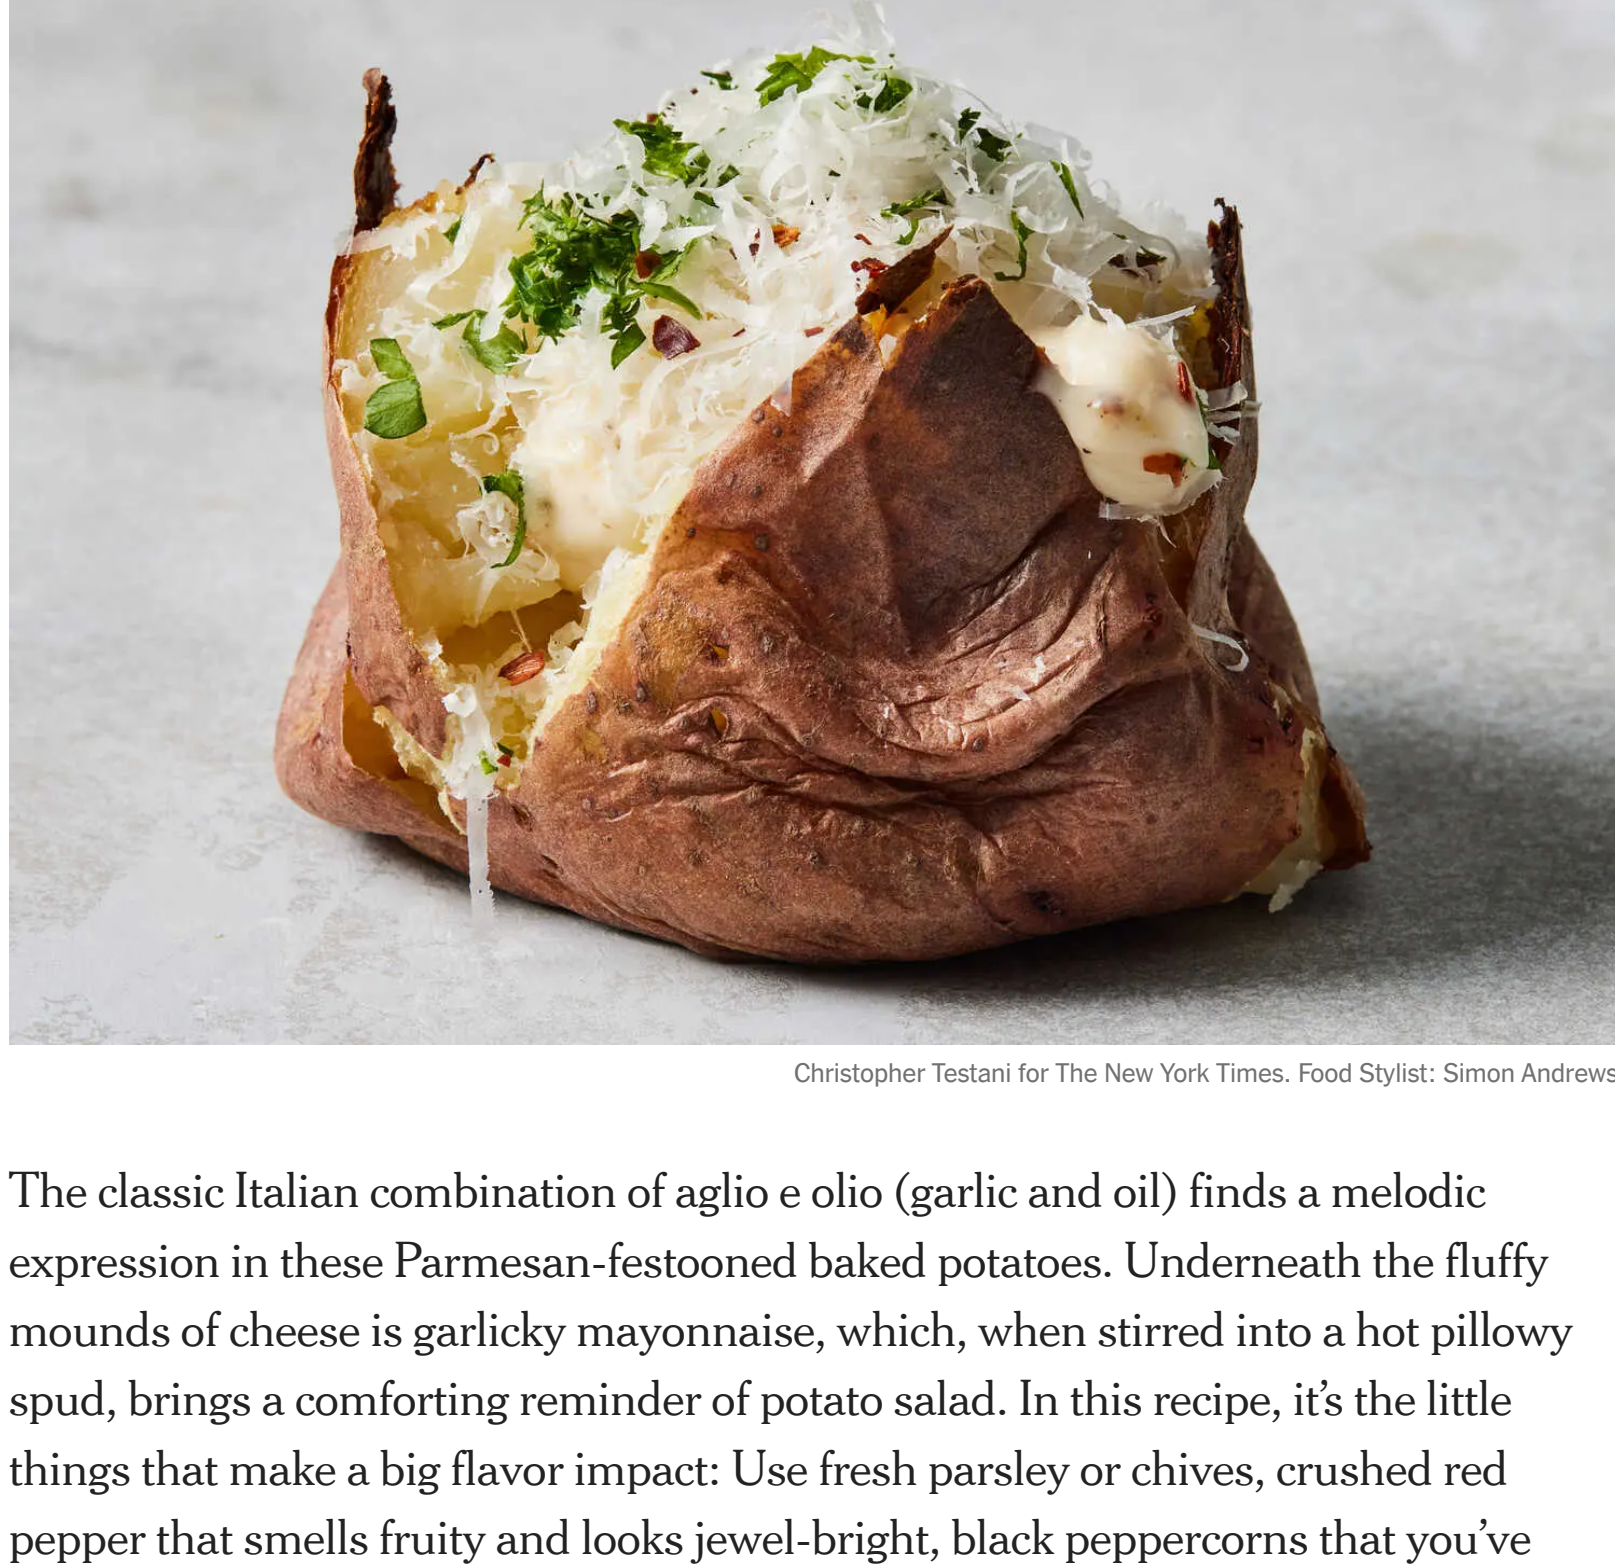 Christopher Testani for The New York Times. Food Stylist: Simon Andrews
The classic Italian combination of aglio e olio (garlic and oil) finds a melodic
expression in these Parmesan-festooned baked potatoes. Underneath the fluffy
mounds of cheese is garlicky mayonnaise, which, when stirred into a hot pillowy
spud, brings a comforting reminder of potato salad. In this recipe, it’s the little
things that make a big flavor impact: Use fresh parsley or chives, crushed red
pepper that smells fruity and looks jewel-bright, black peppercorns that you’ve